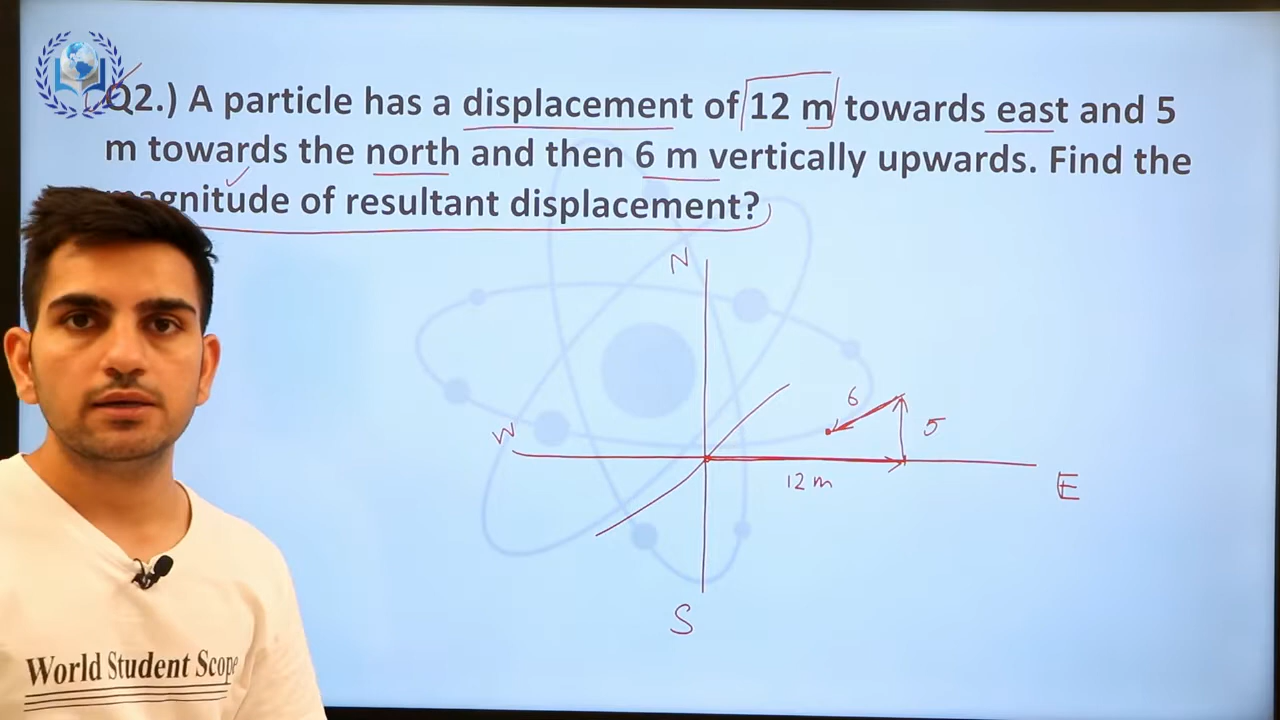 Q2.) A particle has a displacement of 12 m towards east and 5
m towards the north and then 6 m vertically upwards. Find the
magnitude of resultant displacement?
N
6
5
W
12 m
E
S
World Student Scope